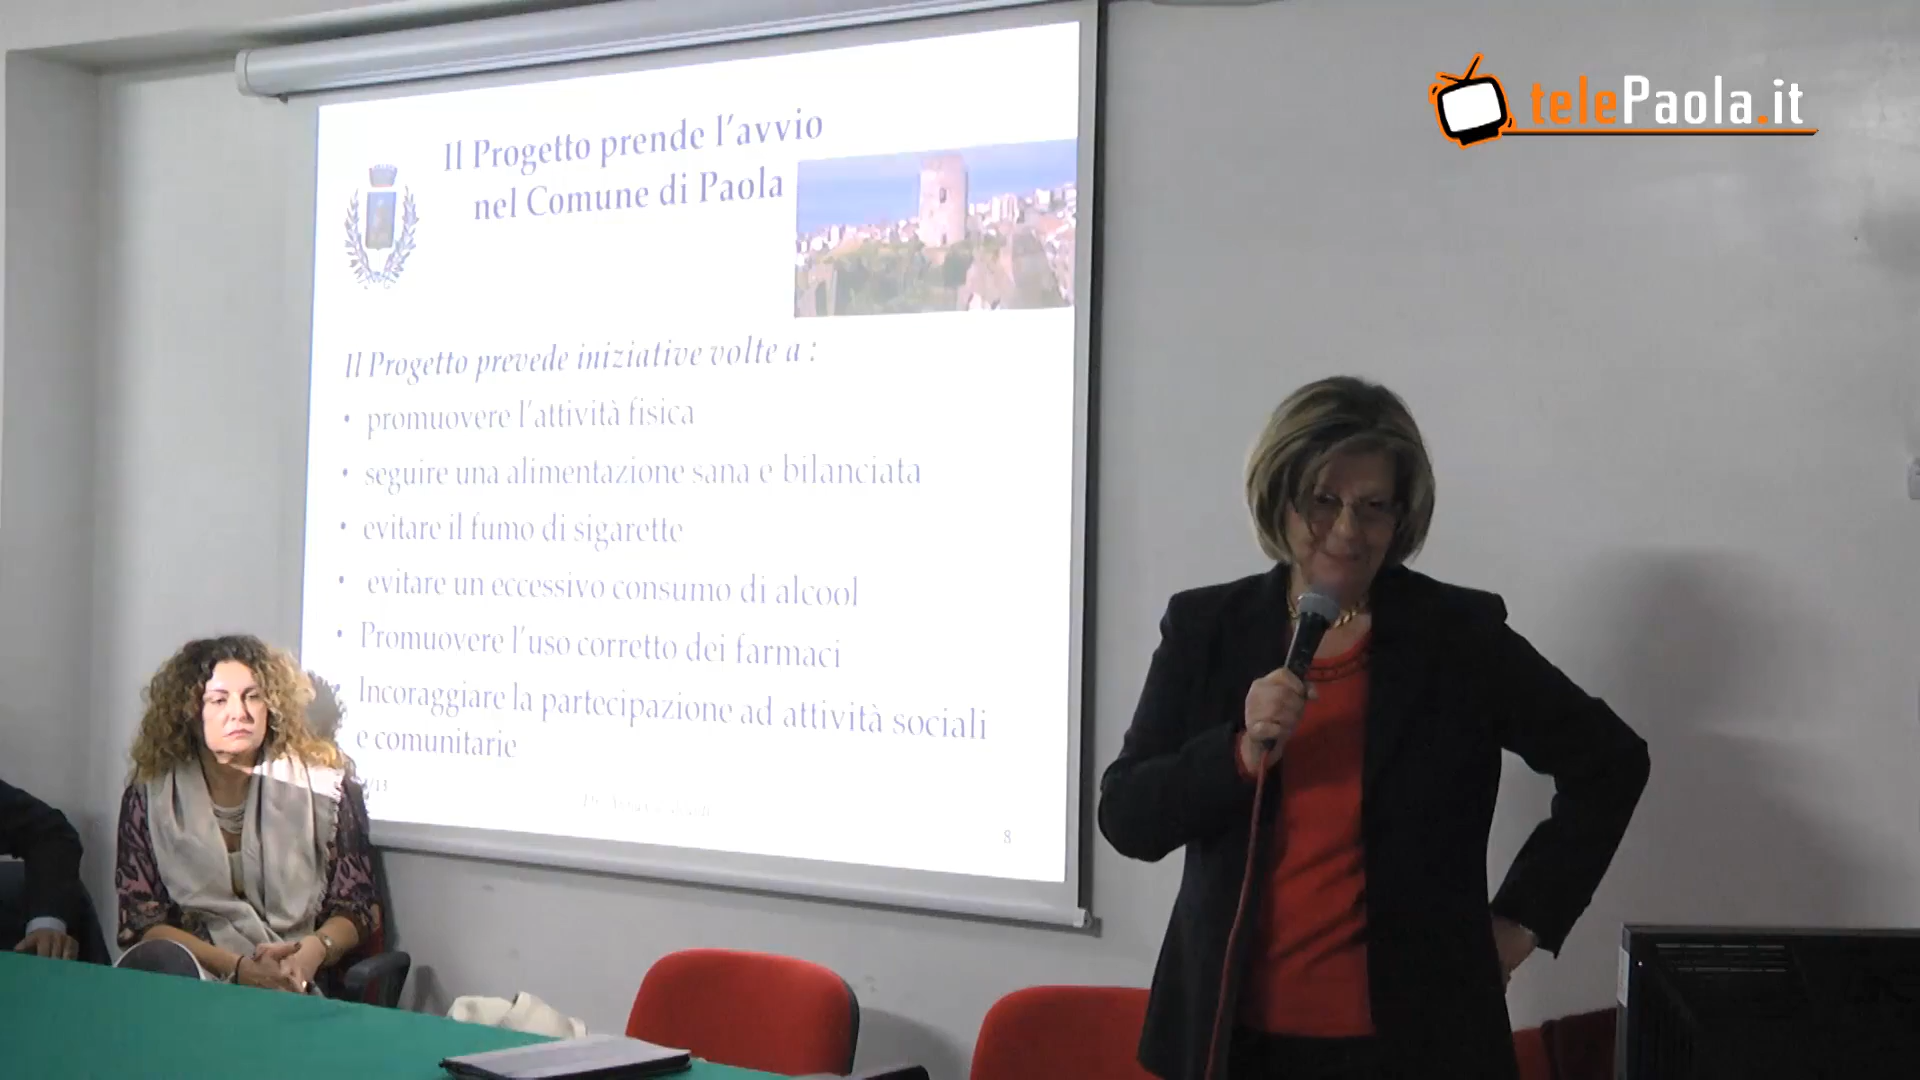 telePaola.it
Il Progetto prende l'avvio
nel Comune di Paola
Il Progetto prevede iniziative volte a :
• promuovere l'attività fisica
• seguire una alimentazione sana e bilanciata
• evitare il fumo di sigarette
• evitare un eccessivo consumo di alcool
• Promuovere l'uso corretto dei farmaci
• Incoraggiare la partecipazione ad attività sociali
e comunitarie
8